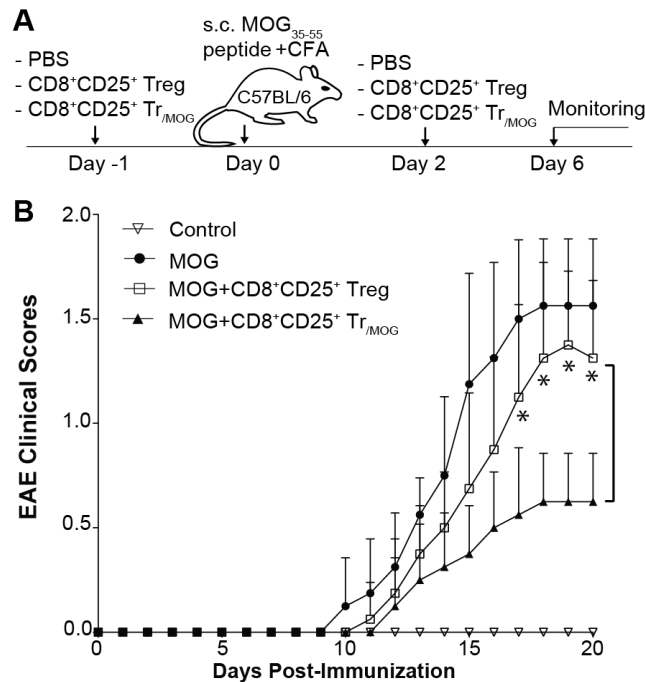 A
- PBS
- CD8⁺CD25⁺ Treg
- CD8⁺CD25⁺ Tr/MOG
s.c. MOG35-55
peptide +CFA
C57BL/6
- PBS
- CD8⁺CD25⁺ Treg
- CD8⁺CD25⁺ Tr/MOG
Monitoring
Day -1
Day 0
Day 2
Day 6
B
EAE Clinical Scores
2.0
1.5
1.0
0.5
0.0
Control
MOG
MOG+CD8⁺CD25⁺ Treg
MOG+CD8⁺CD25⁺ Tr/MOG
* * * *
0 5 10 15 20
Days Post-Immunization